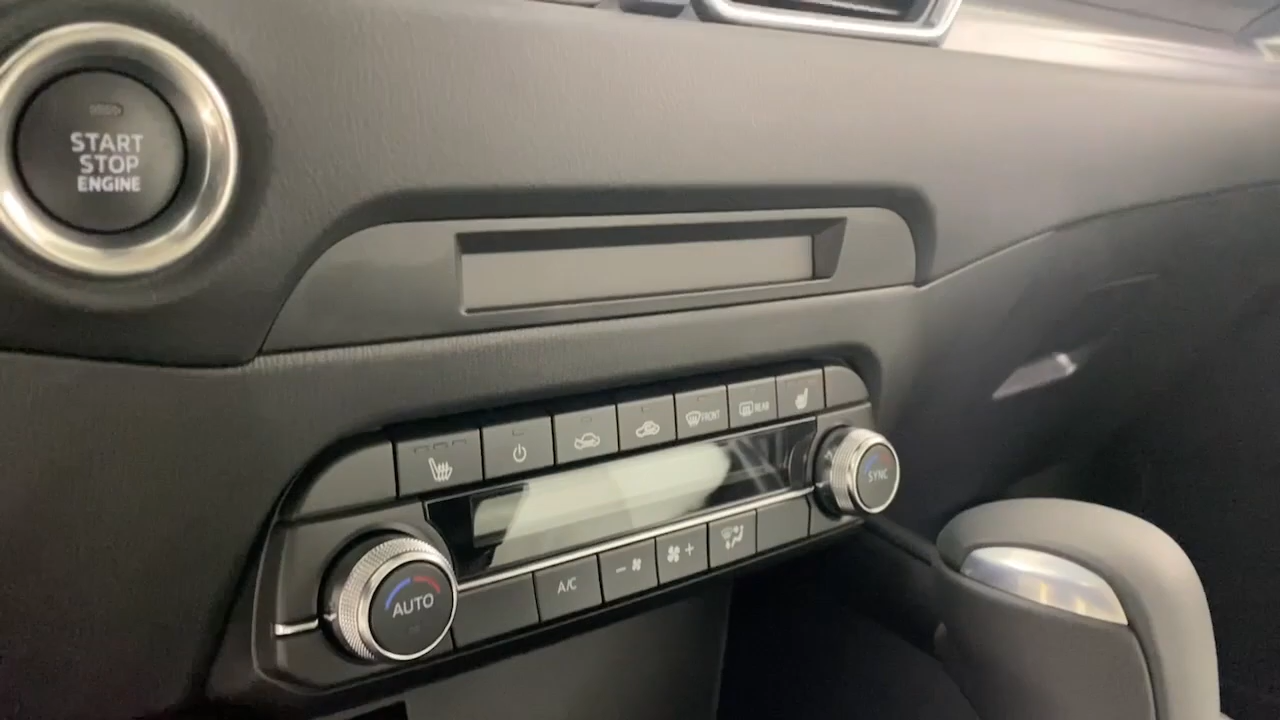 START
STOP
ENGINE
FRONT
REAR
SYNC
AUTO
A/C
-
+